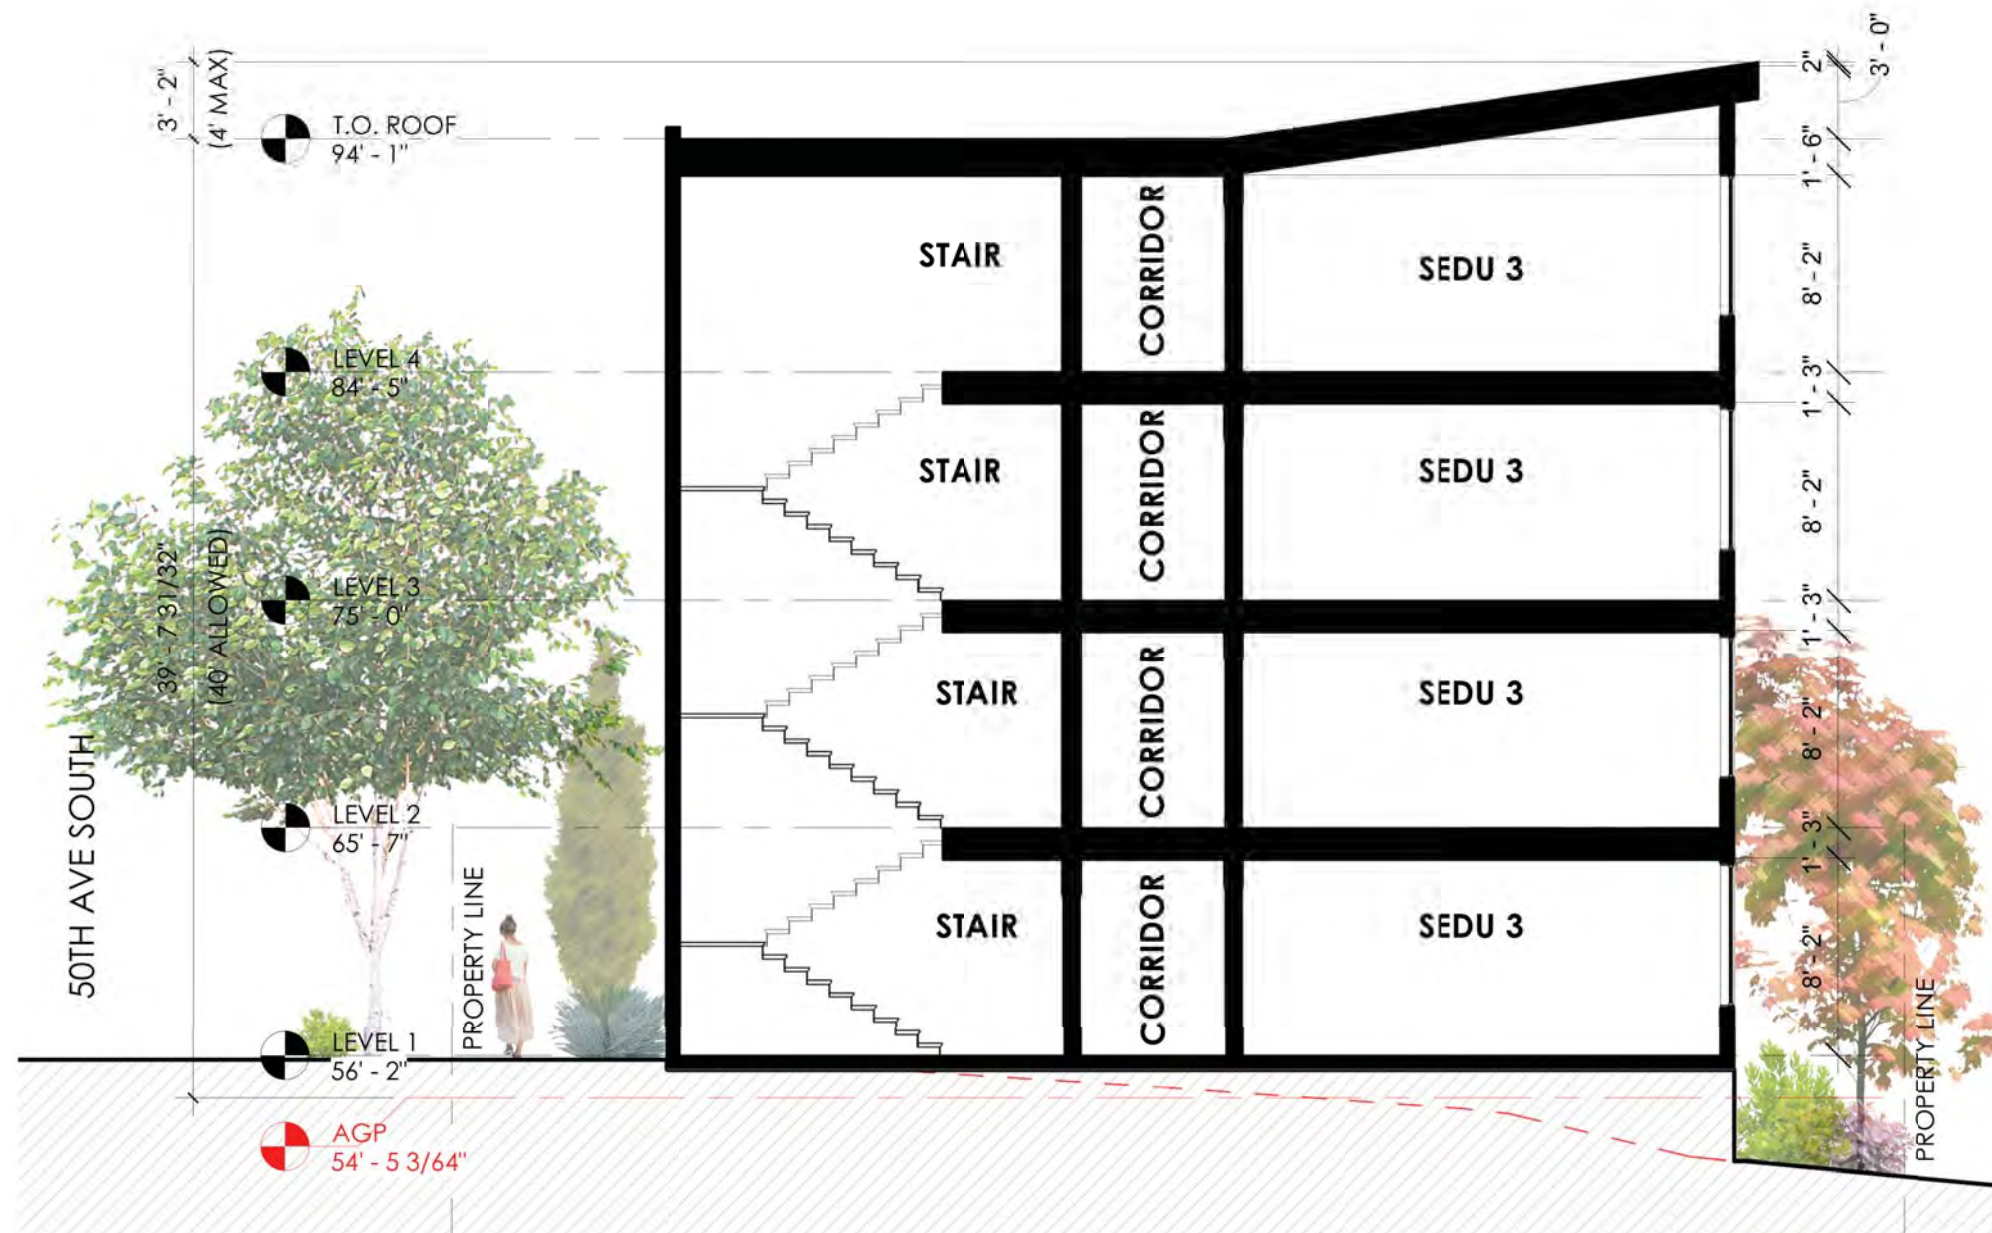 3' - 2"
(4' MAX)
T.O. ROOF
94' - 1"
LEVEL 4
84' - 5"
39' - 7 31/32"
(40 ALLOWED)
LEVEL 3
75' - 0"
LEVEL 2
65' - 7"
50TH AVE SOUTH
PROPERTY LINE
LEVEL 1
56' - 2"
AGP
54' - 5 3/64"
STAIR
CORRIDOR
SEDU 3
STAIR
CORRIDOR
SEDU 3
STAIR
CORRIDOR
SEDU 3
STAIR
CORRIDOR
SEDU 3
2"
3' - 0"
1' - 6"
8' - 2"
1' - 3"
8' - 2"
1' - 3"
8' - 2"
1' - 3"
8' - 2"
PROPERTY LINE